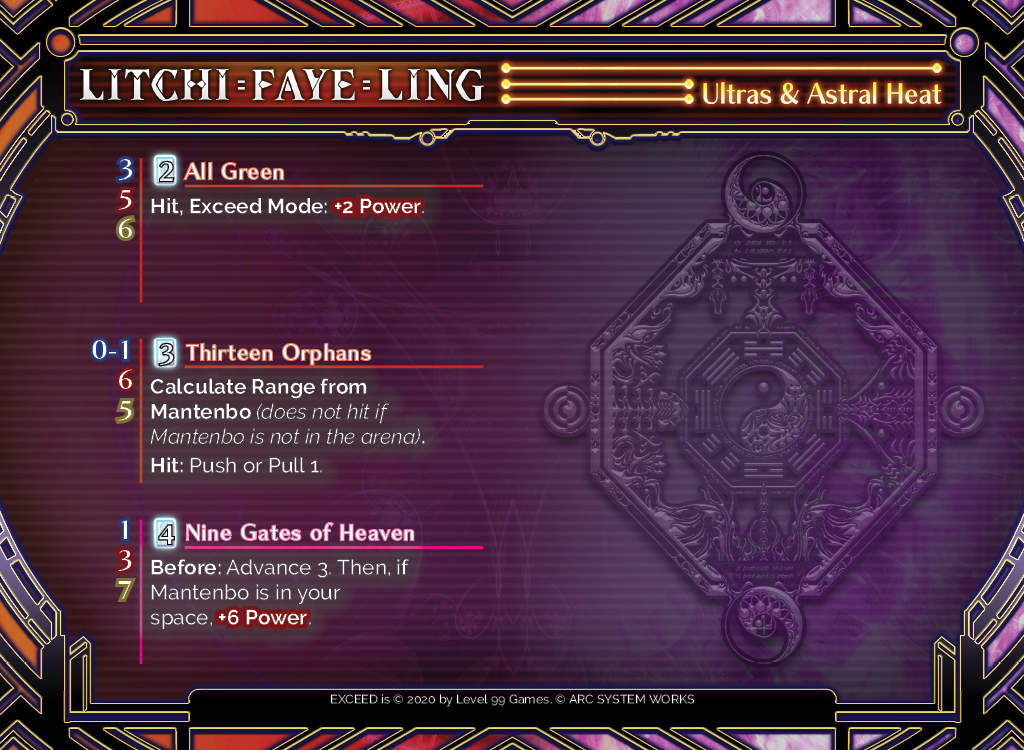 LITCHI=FAYE=LING
Ultras & Astral Heat
3
5
6
2 All Green
Hit, Exceed Mode: +2 Power.
0-1
6
5
3 Thirteen Orphans
Calculate Range from
Mantenbo (does not hit if
Mantenbo is not in the arena).
Hit: Push or Pull 1.
1
3
7
4 Nine Gates of Heaven
Before: Advance 3. Then, if
Mantenbo is in your
space, +6 Power.
EXCEED is © 2020 by Level 99 Games. © ARC SYSTEM WORKS